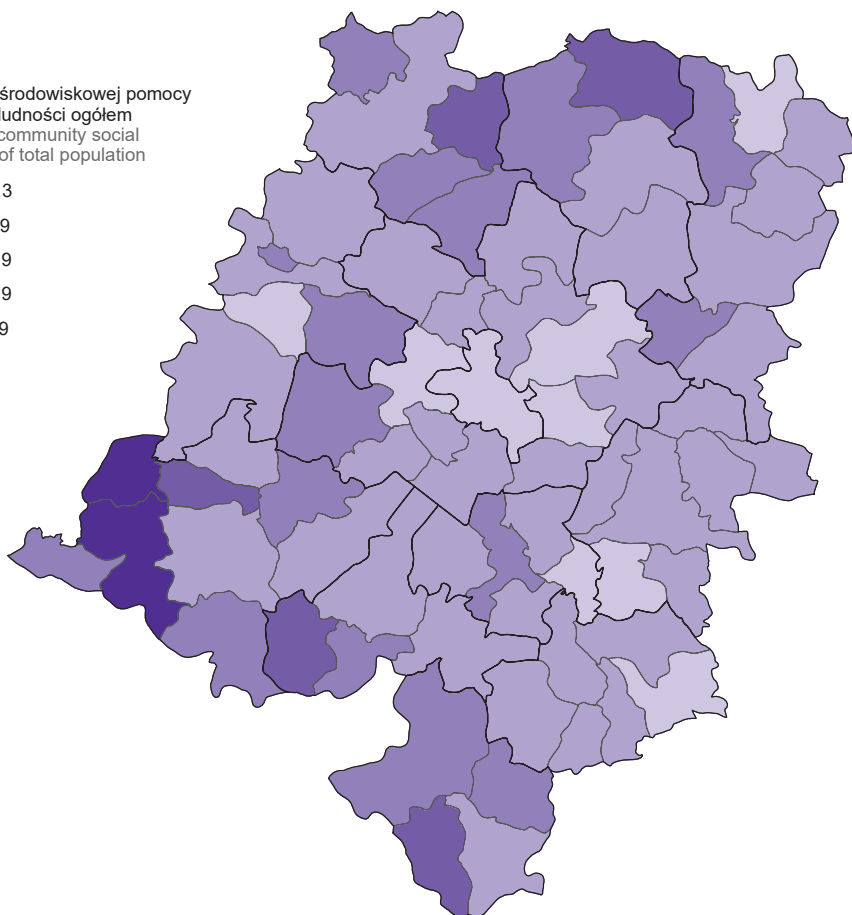 środowiskowej pomocy
ludności ogółem
community social
of total population
3
9
9
9
9